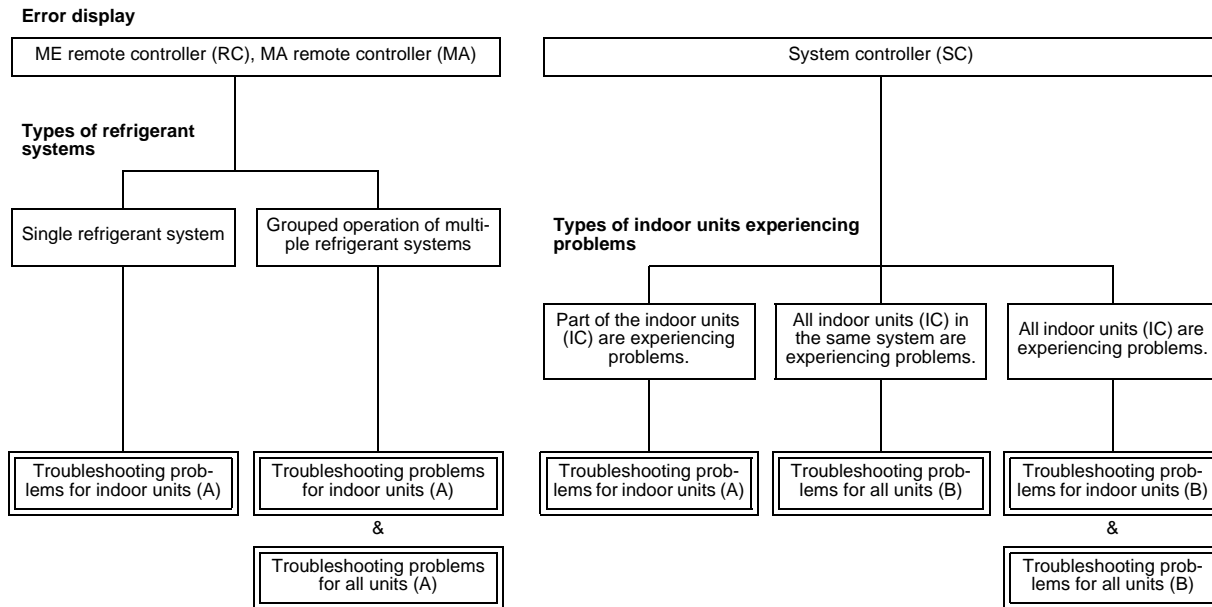 Error display
ME remote controller (RC), MA remote controller (MA)
System controller (SC)
Types of refrigerant
systems
Single refrigerant system
Grouped operation of multi-
ple refrigerant systems
Types of indoor units experiencing
problems
Part of the indoor units
(IC) are experiencing
problems.
All indoor units (IC) in
the same system are
experiencing problems.
All indoor units (IC) are
experiencing problems.
Troubleshooting prob-
lems for indoor units (A)
Troubleshooting problems
for indoor units (A)
&
Troubleshooting problems
for all units (A)
Troubleshooting prob-
lems for indoor units (A)
Troubleshooting prob-
lems for all units (B)
Troubleshooting prob-
lems for indoor units (B)
&
Troubleshooting prob-
lems for all units (B)